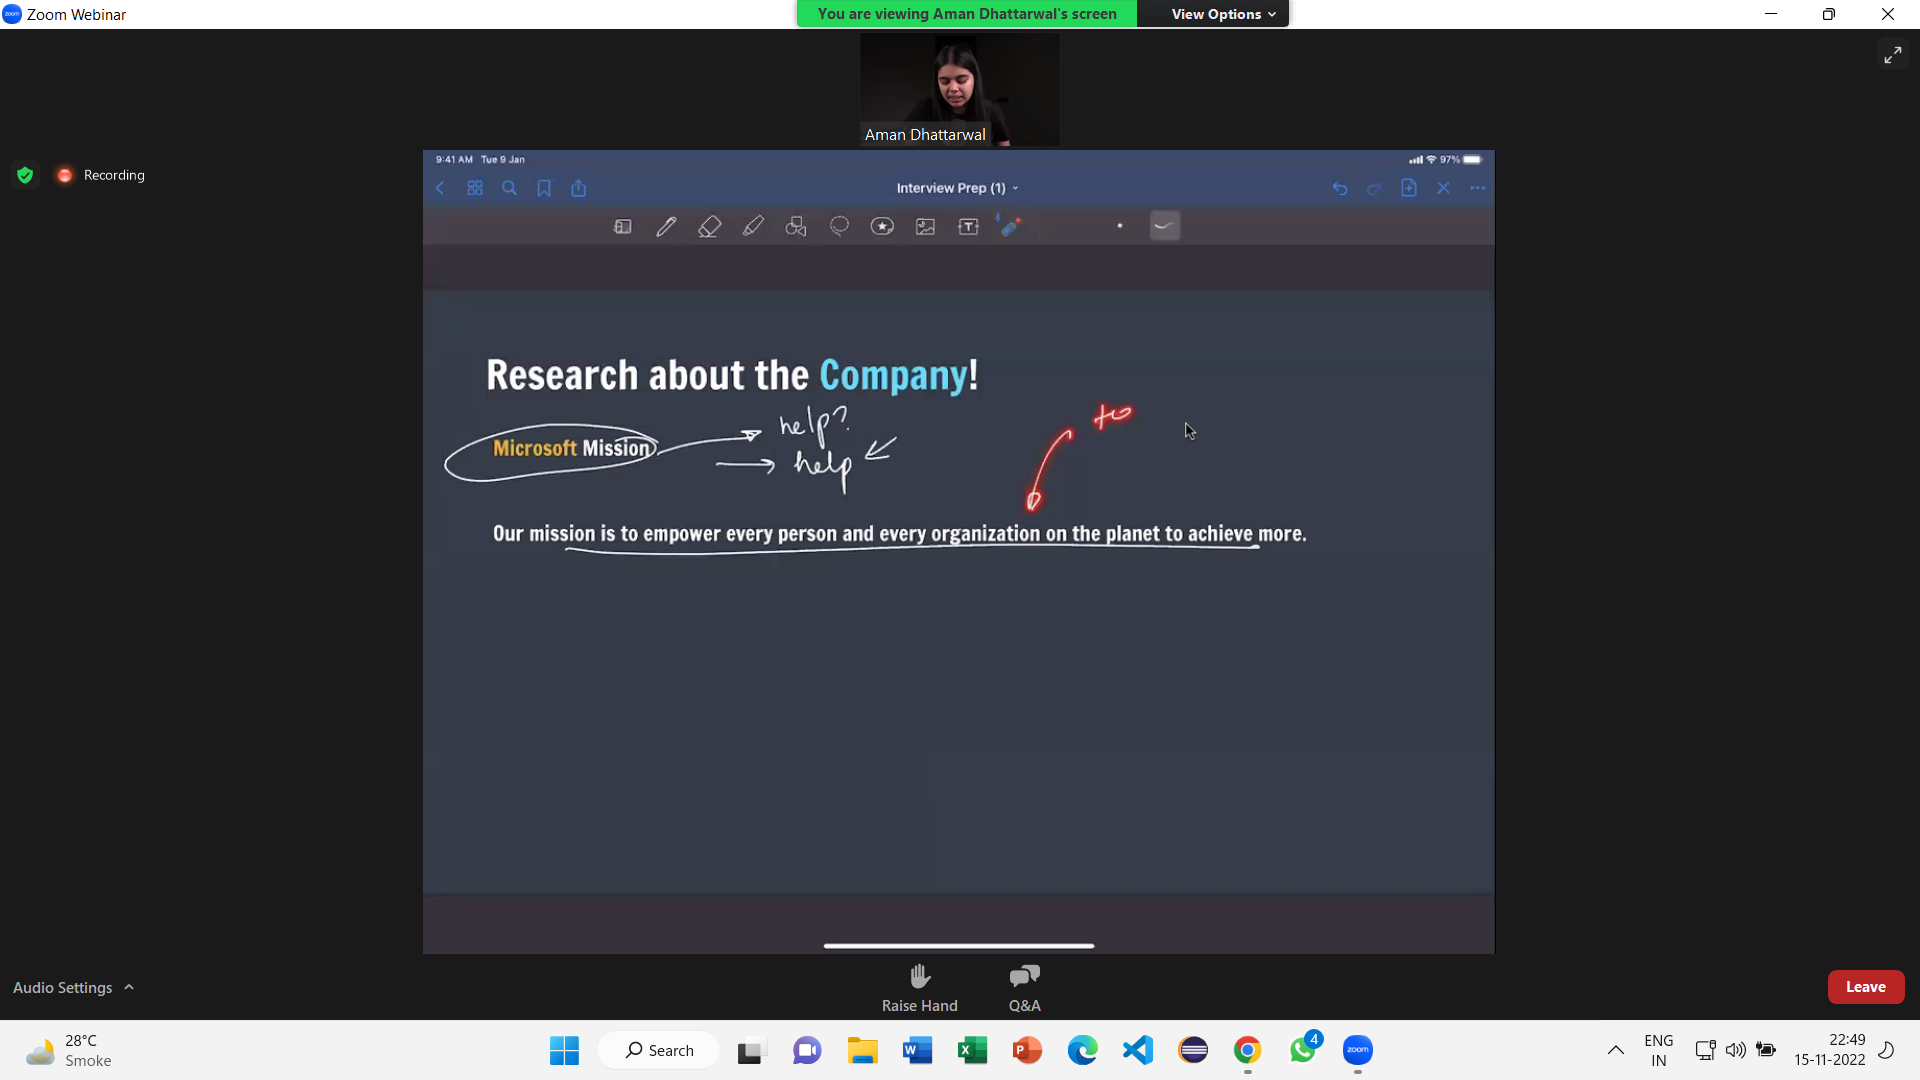 Zoom Webinar
You are viewing Aman Dhattarwal's screen
View Options
Aman Dhattarwal
Recording
9:41 AM Tue 9 Jan
97%
Interview Prep (1)
Research about the Company!
help?
to
Microsoft Mission
help
Our mission is to empower every person and every organization on the planet to achieve more.
Audio Settings
Raise Hand
Q&A
Leave
28°C
Smoke
Search
4
zoom
ENG
IN
22:49
15-11-2022